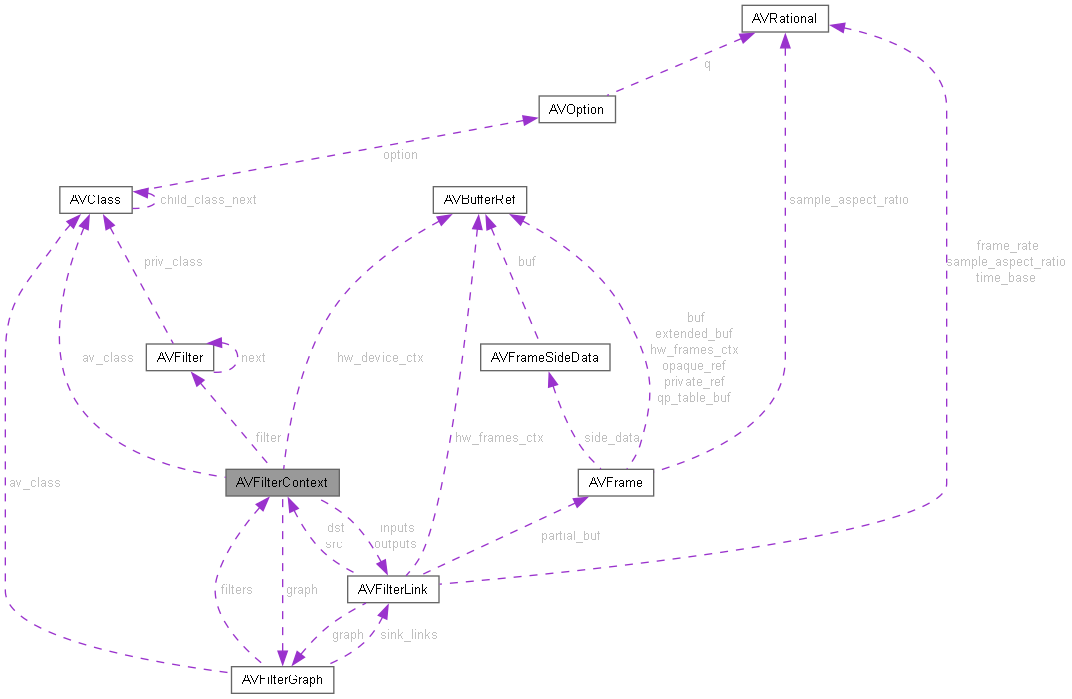 AVRational
q
AVOption
option
AVClass
child_class_next
AVBufferRef
sample_aspect_ratio
frame_rate
sample_aspect_ratio
time_base
priv_class
buf
buf
extended_buf
hw_frames_ctx
opaque_ref
private_ref
qp_table_buf
av_class
AVFilter
next
hw_device_ctx
AVFrameSideData
filter
hw_frames_ctx
side_data
av_class
AVFilterContext
AVFrame
dst
src
inputs
outputs
partial_buf
filters
graph
AVFilterLink
graph
sink_links
AVFilterGraph